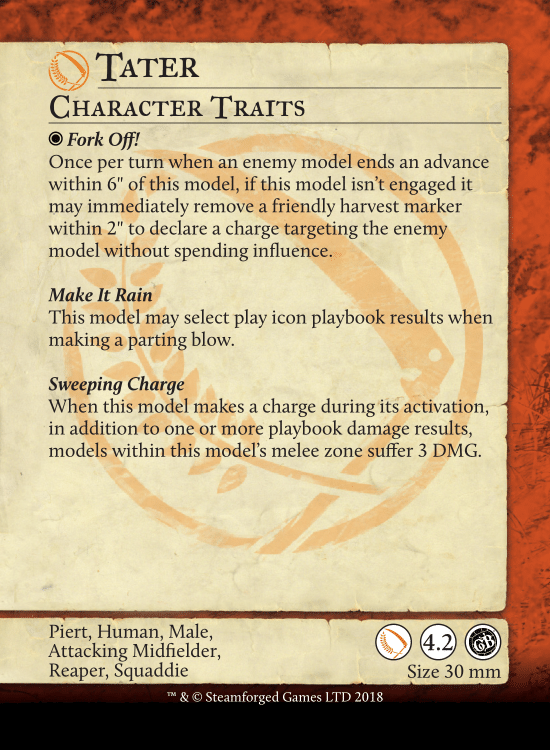 Tater
Character Traits
Fork Off!
Once per turn when an enemy model ends an advance
within 6" of this model, if this model isn't engaged it
may immediately remove a friendly harvest marker
within 2" to declare a charge targeting the enemy
model without spending influence.
Make It Rain
This model may select play icon playbook results when
making a parting blow.
Sweeping Charge
When this model makes a charge during its activation,
in addition to one or more playbook damage results,
models within this model's melee zone suffer 3 DMG.
Piert, Human, Male,
Attacking Midfielder,
Reaper, Squaddie
4.2
GB
Size 30 mm
™ & © Steamforged Games LTD 2018